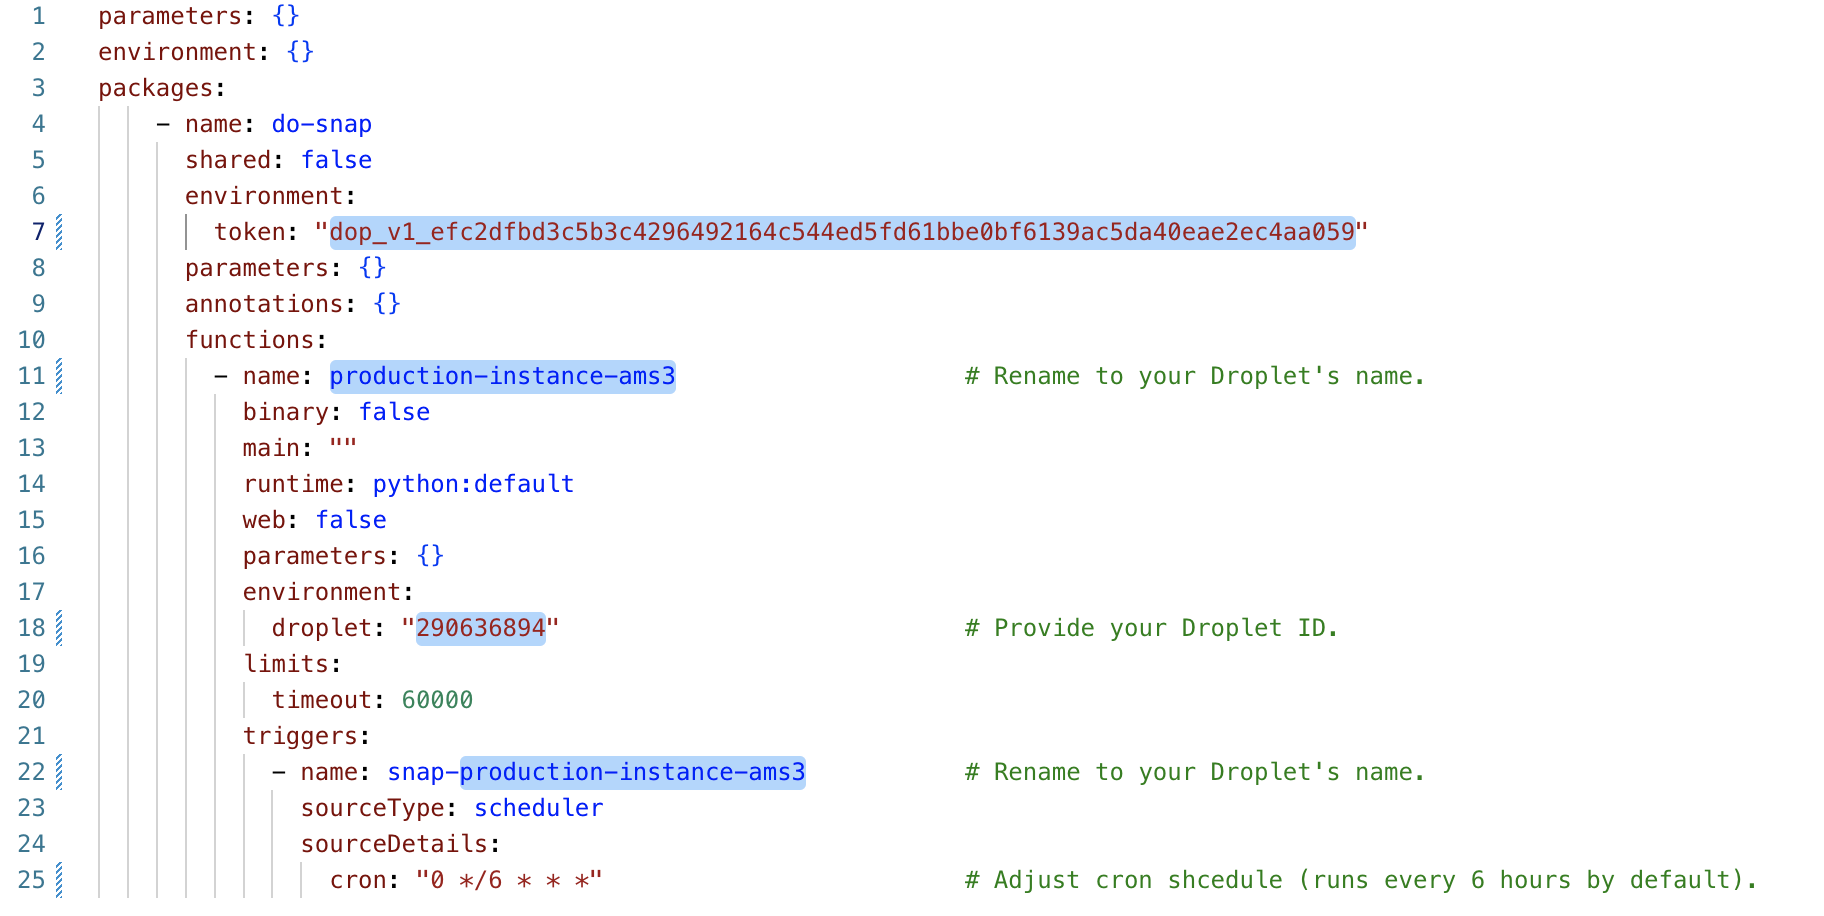 1 parameters: {}
2 environment: {}
3 packages:
4 - name: do-snap
5 shared: false
6 environment:
7 token: "dop_v1_efc2dfbd3c5b3c4296492164c544ed5fd61bbe0bf6139ac5da40eae2ec4aa059"
8 parameters: {}
9 annotations: {}
10 functions:
11 - name: production-instance-ams3 # Rename to your Droplet's name.
12 binary: false
13 main: ""
14 runtime: python:default
15 web: false
16 parameters: {}
17 environment:
18 droplet: "290636894" # Provide your Droplet ID.
19 limits:
20 timeout: 60000
21 triggers:
22 - name: snap-production-instance-ams3 # Rename to your Droplet's name.
23 sourceType: scheduler
24 sourceDetails:
25 cron: "0 */6 * * *" # Adjust cron shcedule (runs every 6 hours by default).